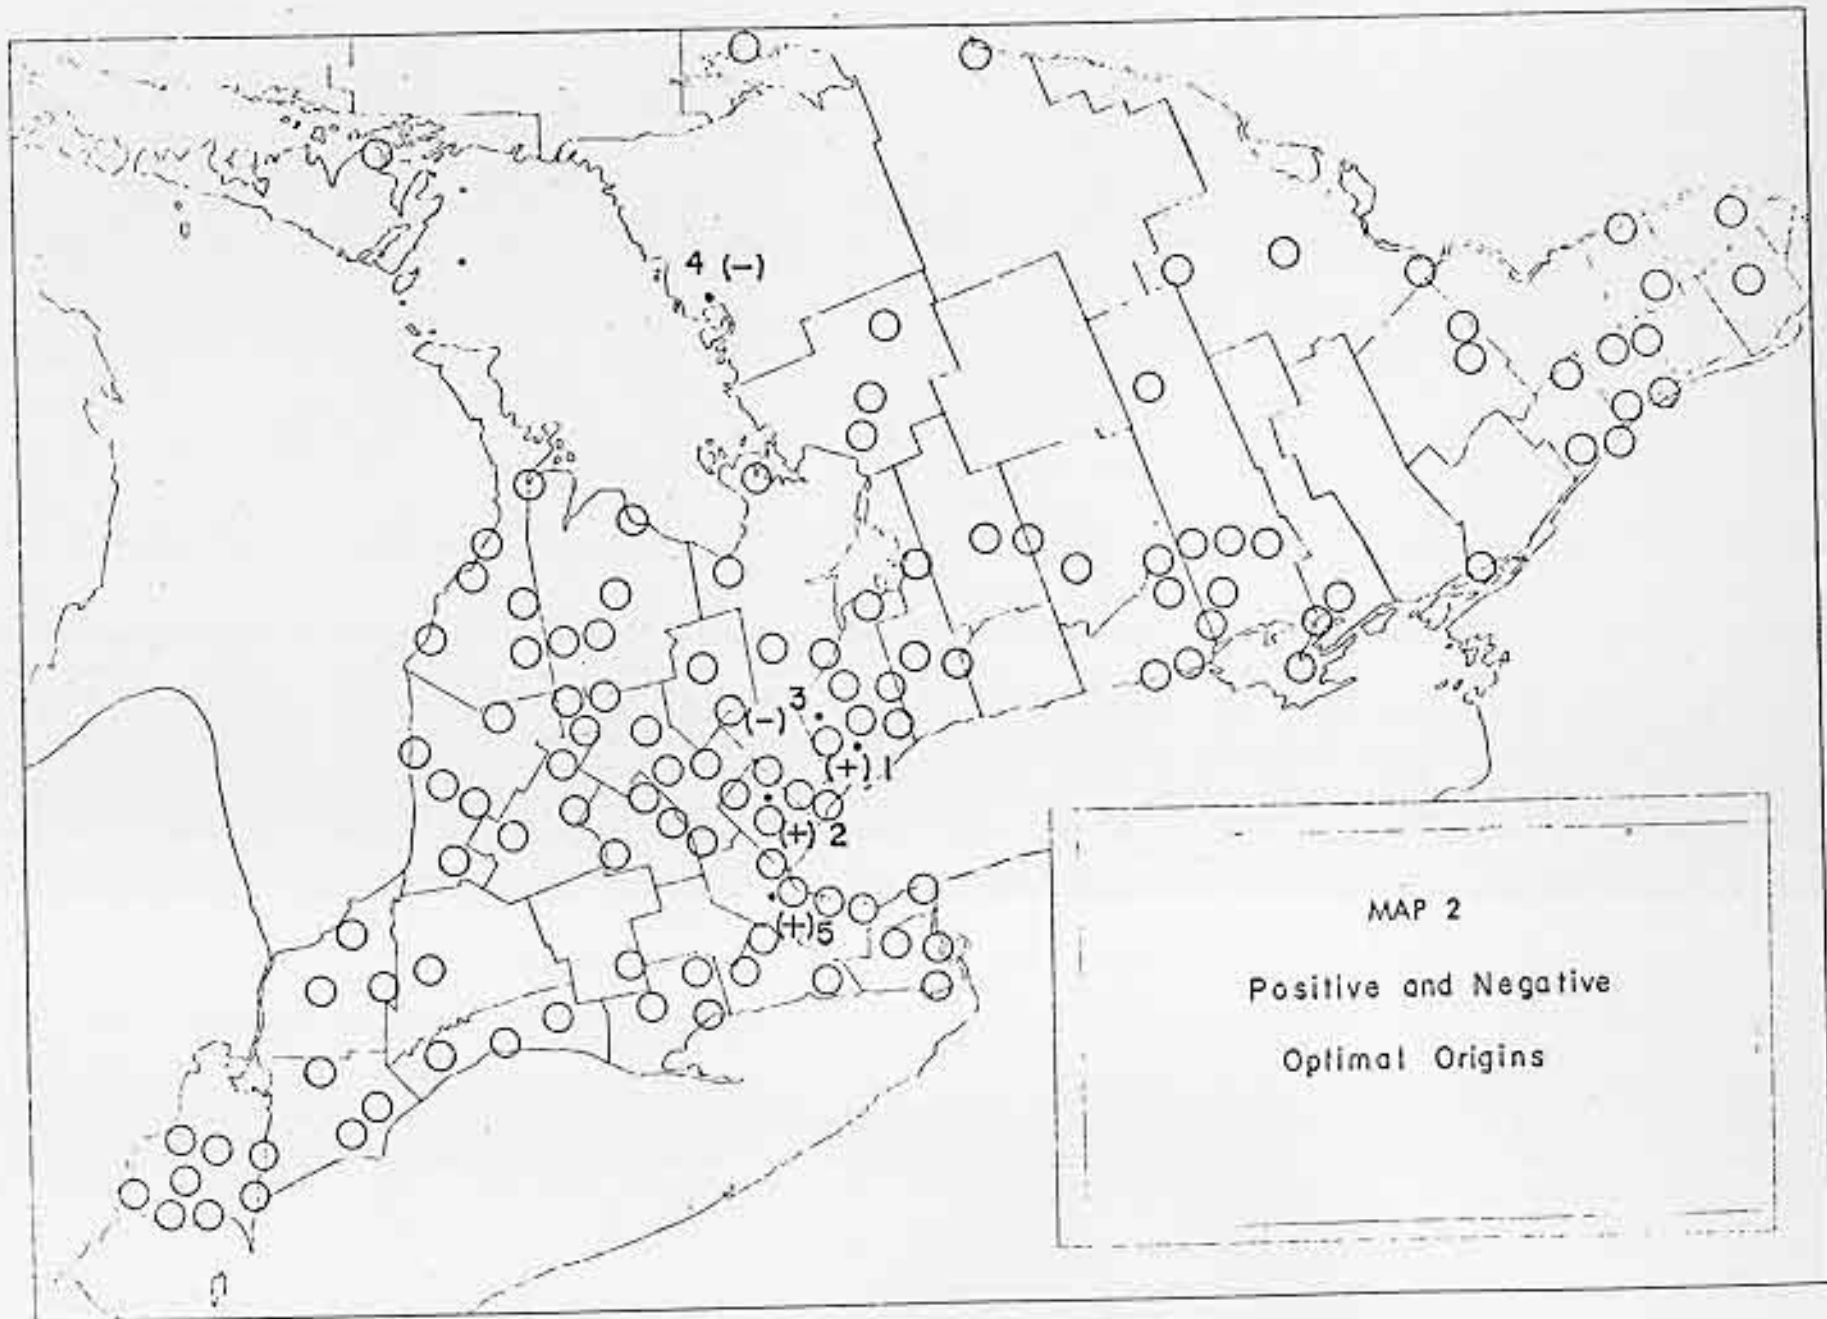 4 (-)
(-) 3
(+) 1
(+) 2
(+) 5
MAP 2
Positive and Negative
Optimal Origins